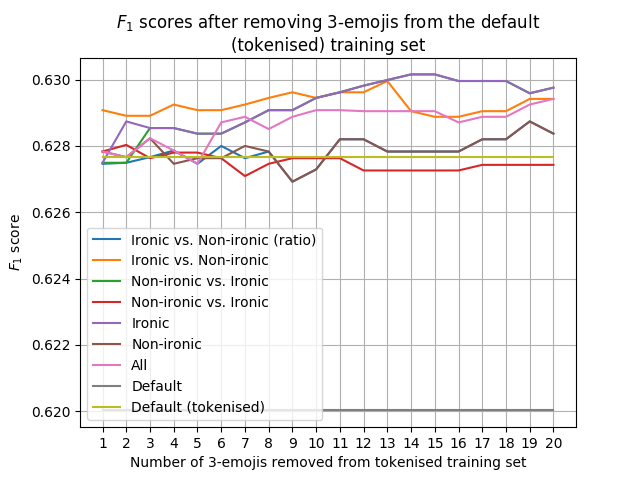 F1 scores after removing 3-emojis from the default
(tokenised) training set
0.630
0.628
0.626
0.624
0.622
0.620
F1 score
Ironic vs. Non-ironic (ratio)
Ironic vs. Non-ironic
Non-ironic vs. Ironic
Non-ironic vs. Ironic
Ironic
Non-ironic
All
Default
Default (tokenised)
1 2 3 4 5 6 7 8 9 10 11 12 13 14 15 16 17 18 19 20
Number of 3-emojis removed from tokenised training set